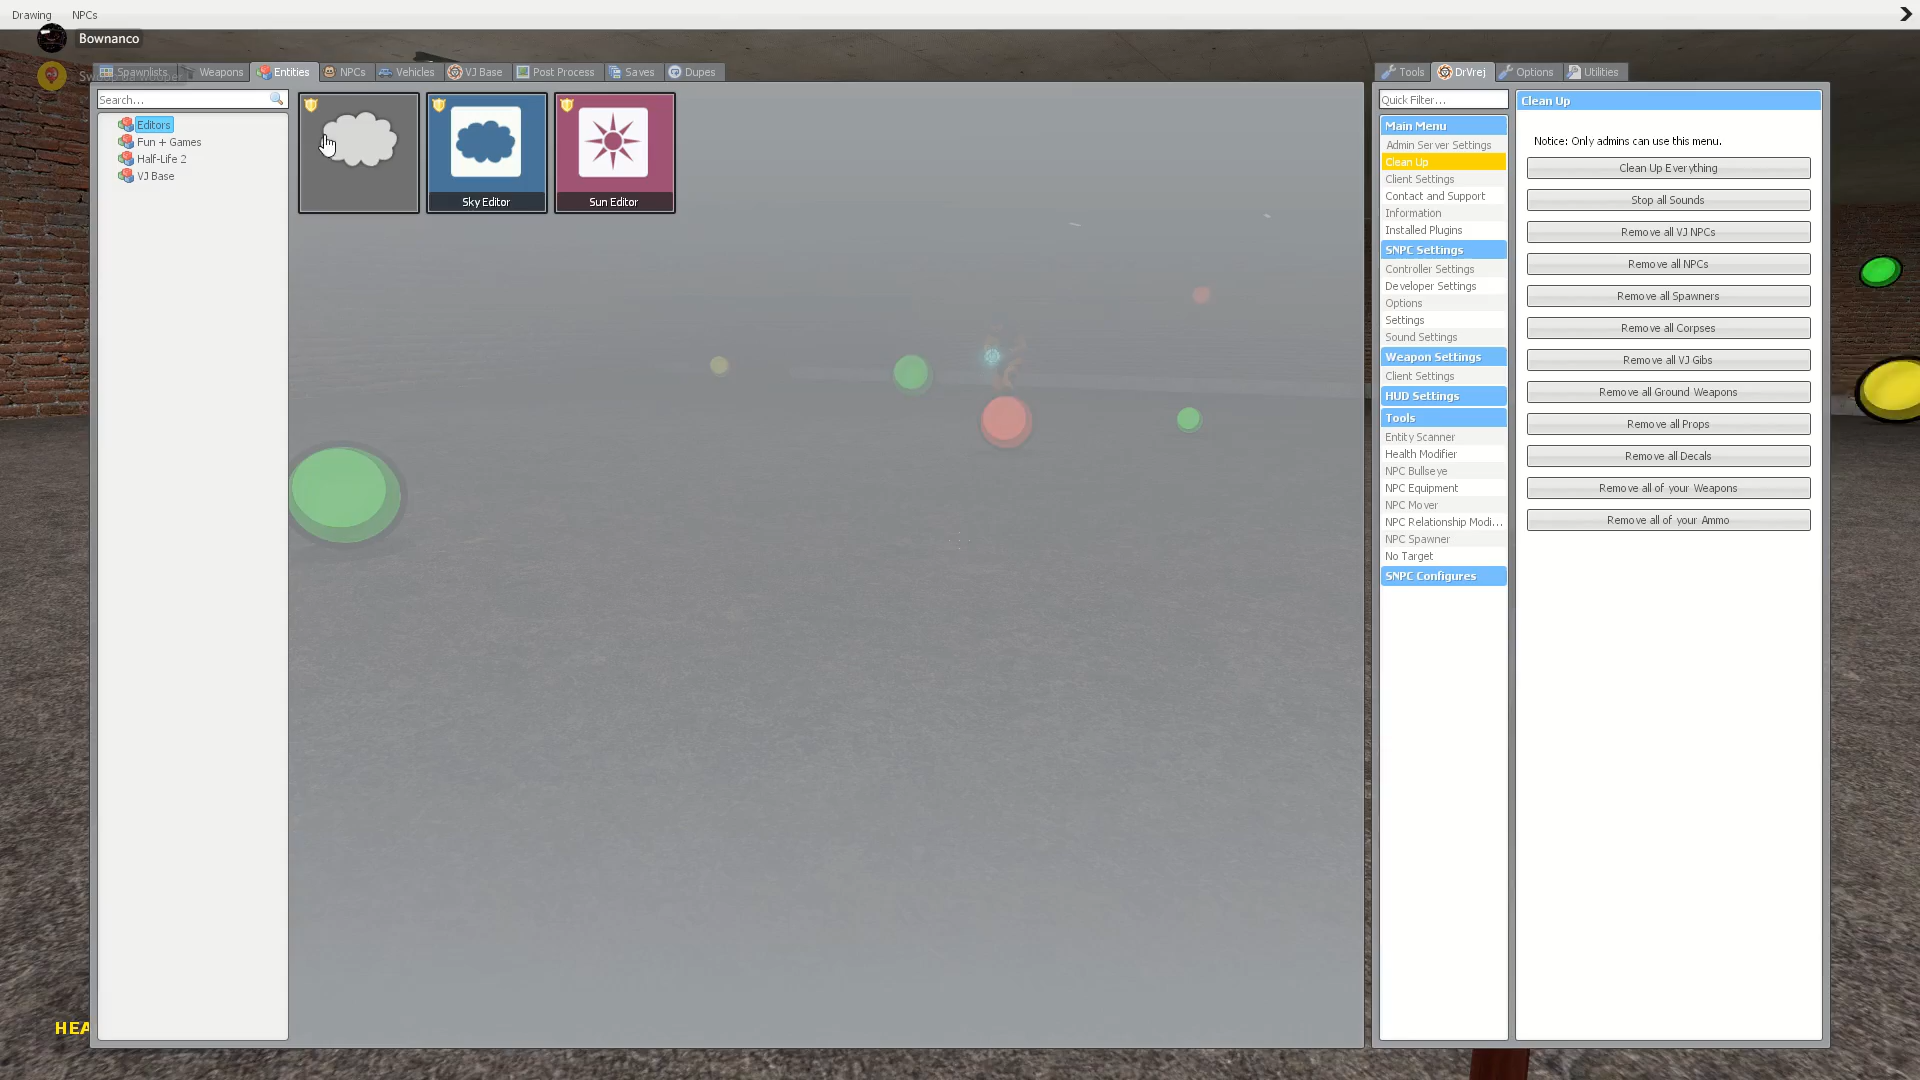 Drawing NPCs
Bownanco
Spawnlists Weapons Entities NPCs Vehicles VJ Base Post Process Saves Dupes
Search...
Editors
Fun + Games
Half-Life 2
VJ Base
Sky Editor
Sun Editor
HEA
Tools DrVrej Options Utilities
Quick Filter...
Main Menu
Admin Server Settings
Clean Up
Client Settings
Contact and Support
Information
Installed Plugins
SNPC Settings
Controller Settings
Developer Settings
Options
Settings
Sound Settings
Weapon Settings
Client Settings
HUD Settings
Tools
Entity Scanner
Health Modifier
NPC Bullseye
NPC Equipment
NPC Mover
NPC Relationship Modi...
NPC Spawner
No Target
SNPC Configures
Clean Up
Notice: Only admins can use this menu.
Clean Up Everything
Stop all Sounds
Remove all VJ NPCs
Remove all NPCs
Remove all Spawners
Remove all Corpses
Remove all VJ Gibs
Remove all Ground Weapons
Remove all Props
Remove all Decals
Remove all of your Weapons
Remove all of your Ammo